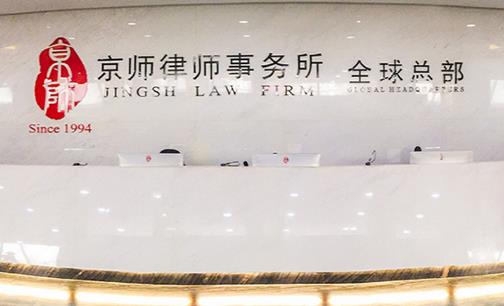 京师
京师律师事务所
JINGSH LAW FIRM
全球总部
GLOBAL HEADQUARTERS
Since 1994